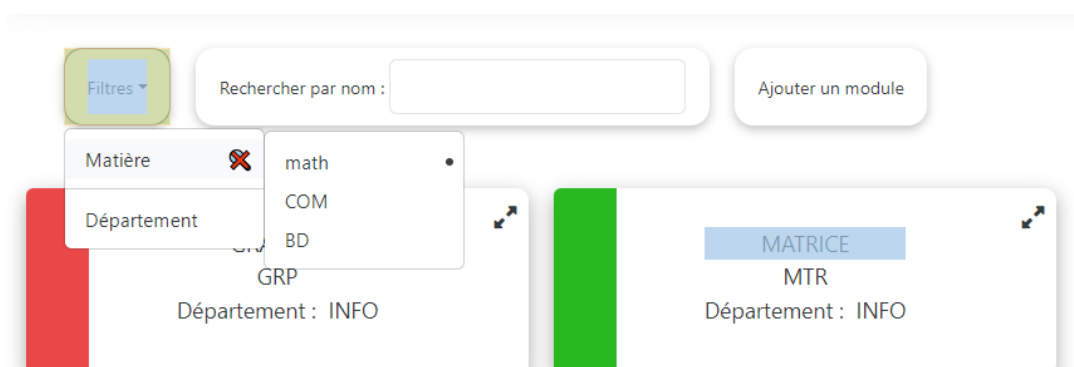 Filtres
Rechercher par nom :
Ajouter un module
Matière
math
COM
BD
Département
GRP
Département : INFO
MATRICE
MTR
Département : INFO